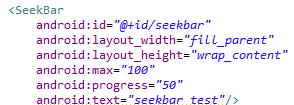 <SeekBar
android:id="@+id/seekbar"
android:layout_width="fill_parent"
android:layout_height="wrap_content"
android:max="100"
android:progress="50"
android:text="seekbar test"/>